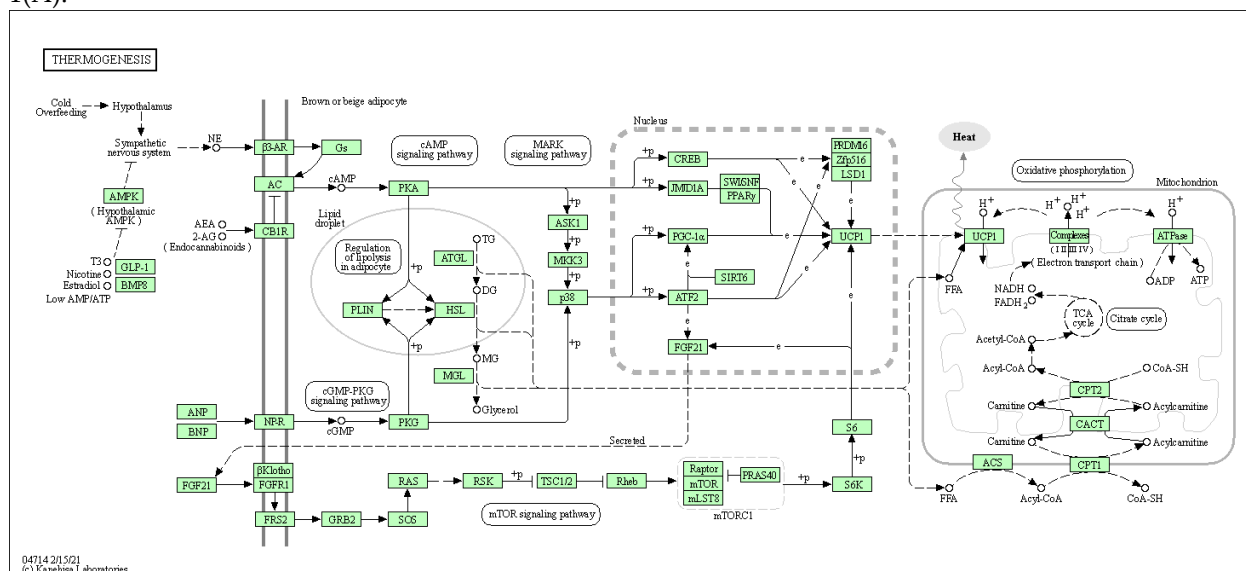 1(A).
THERMOGENESIS
Cold
Overfeeding
Hypothalamus
Sympathetic
nervous system
NE
Brown or beige adipocyte
β3-AR
Gs
AC
cAMP
PKA
cAMP
signaling pathway
MARK
signaling pathway
AMPK
( Hypothalamic
AMPK )
AEA
2-AG
( Endocannabinoids )
CB1R
T3
Nicotine
Estradiol
Low AMP/ATP
GLP-1
BMP8
Lipid
droplet
Regulation
of lipolysis
in adipocyte
+p
PLIN
HSL
+p
ATGL
TG
DG
MG
MGL
Glycerol
+p
ASK1
+p
MKK3
+p
p38
+p
Nucleus
+p
CREB
JMJD1A
SWI/SNF
PPARγ
e
e
e
PRDM16
Zfp516
LSD1
e
+p
PGC-1α
e
UCP1
e
SIRT6
+p
ATF2
e
e
FGF21
e
e
Heat
Oxidative phosphorylation
Mitochondrion
H+
H+
H+
H+
H+
UCP1
Complexes
(I II III IV)
( Electron transport chain )
ATPase
ADP
ATP
FFA
NADH
FADH2
TCA
cycle
Citrate cycle
Acetyl-CoA
Acyl-CoA
CoA-SH
CPT2
Carnitine
Acylcarnitine
CACT
Carnitine
Acylcarnitine
ACS
CPT1
FFA
Acyl-CoA
CoA-SH
cGMP-PKG
signaling pathway
ANP
BNP
NP-R
cGMP
PKG
Secreted
FGF21
βKlotho
FGFR1
FRS2
GRB2
SOS
RAS
RSK
+p
TSC1/2
Rheb
mTOR signaling pathway
Raptor
mTOR
mLST8
PRAS40
mTORC1
+p
S6K
+p
S6
04714 2/15/21
(c) Kanehisa Laboratories